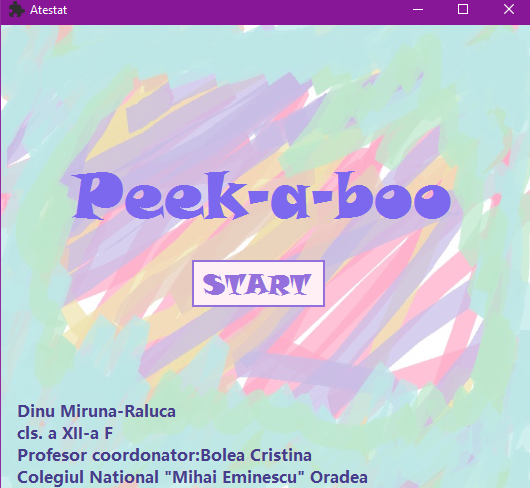 Atestat
Peek-a-boo
START
Dinu Miruna-Raluca
cls. a XII-a F
Profesor coordonator:Bolea Cristina
Colegiul National "Mihai Eminescu" Oradea